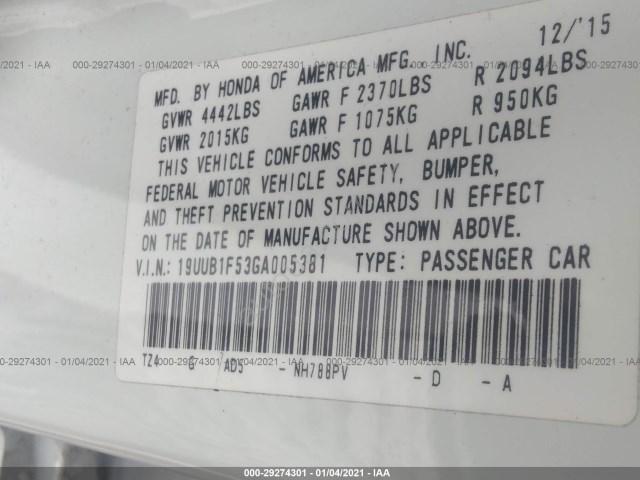 12/'15
MFD. BY HONDA OF AMERICA MFG. INC.
GVWR 4442LBS GAWR F 2370LBS R 2094LBS
GVWR 2015KG GAWR F 1075KG R 950KG
THIS VEHICLE CONFORMS TO ALL APPLICABLE
FEDERAL MOTOR VEHICLE SAFETY, BUMPER,
AND THEFT PREVENTION STANDARDS IN EFFECT
ON THE DATE OF MANUFACTURE SHOWN ABOVE.
V.I.N.: 19UUB1F53GA005381 TYPE: PASSENGER CAR
TZ4 G AD5 - NH788PV - D - A
000-29274301 - 01/04/2021 - IAA